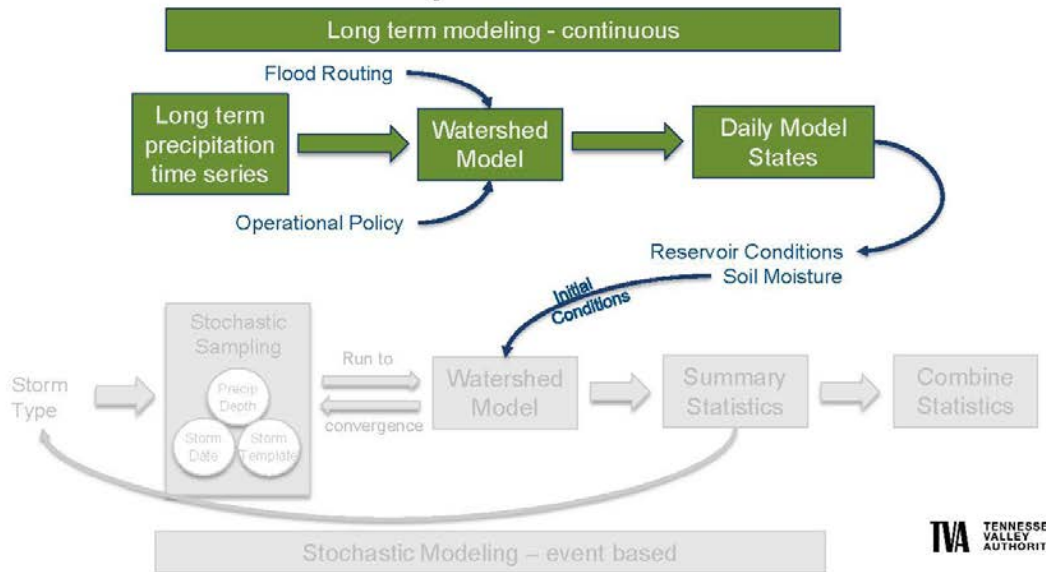 Long term modeling - continuous
Flood Routing
Long term
precipitation
time series
Watershed
Model
Daily Model
States
Operational Policy
Reservoir Conditions
Soil Moisture
Initial
Conditions
Stochastic
Sampling
Precip
Depth
Storm
Date
Storm
Template
Storm
Type
Run to
convergence
Watershed
Model
Summary
Statistics
Combine
Statistics
Stochastic Modeling – event based
TVA
TENNESSE
VALLEY
AUTHORIT